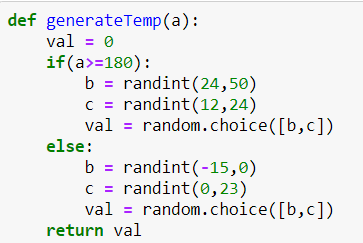 def generateTemp(a):
    val = 0
    if(a>=180):
        b = randint(24,50)
        c = randint(12,24)
        val = random.choice([b,c])
    else:
        b = randint(-15,0)
        c = randint(0,23)
        val = random.choice([b,c])
    return val